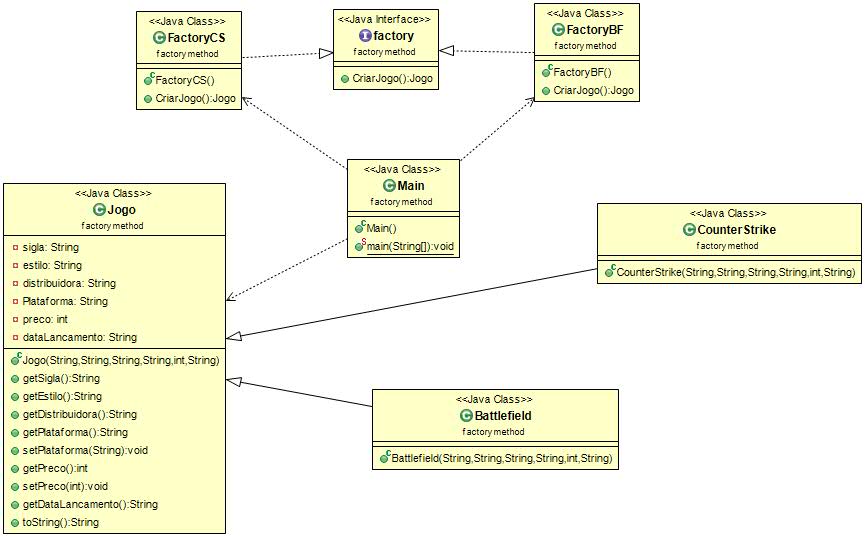 <<Java Class>>
FactoryCS
factory method
FactoryCS()
CriarJogo():Jogo
<<Java Interface>>
factory
factory method
CriarJogo():Jogo
<<Java Class>>
FactoryBF
factory method
FactoryBF()
CriarJogo():Jogo
<<Java Class>>
Main
factory method
Main()
main(String[]):void
<<Java Class>>
Jogo
factory method
sigla: String
estilo: String
distribuidora: String
Plataforma: String
preco: int
dataLancamento: String
Jogo(String,String,String,String,int,String)
getSigla():String
getEstilo():String
getDistribuidora():String
getPlataforma():String
setPlataforma(String):void
getPreco():int
setPreco(int):void
getDataLancamento():String
toString():String
<<Java Class>>
CounterStrike
factory method
CounterStrike(String,String,String,String,int,String)
<<Java Class>>
Battlefield
factory method
Battlefield(String,String,String,String,int,String)